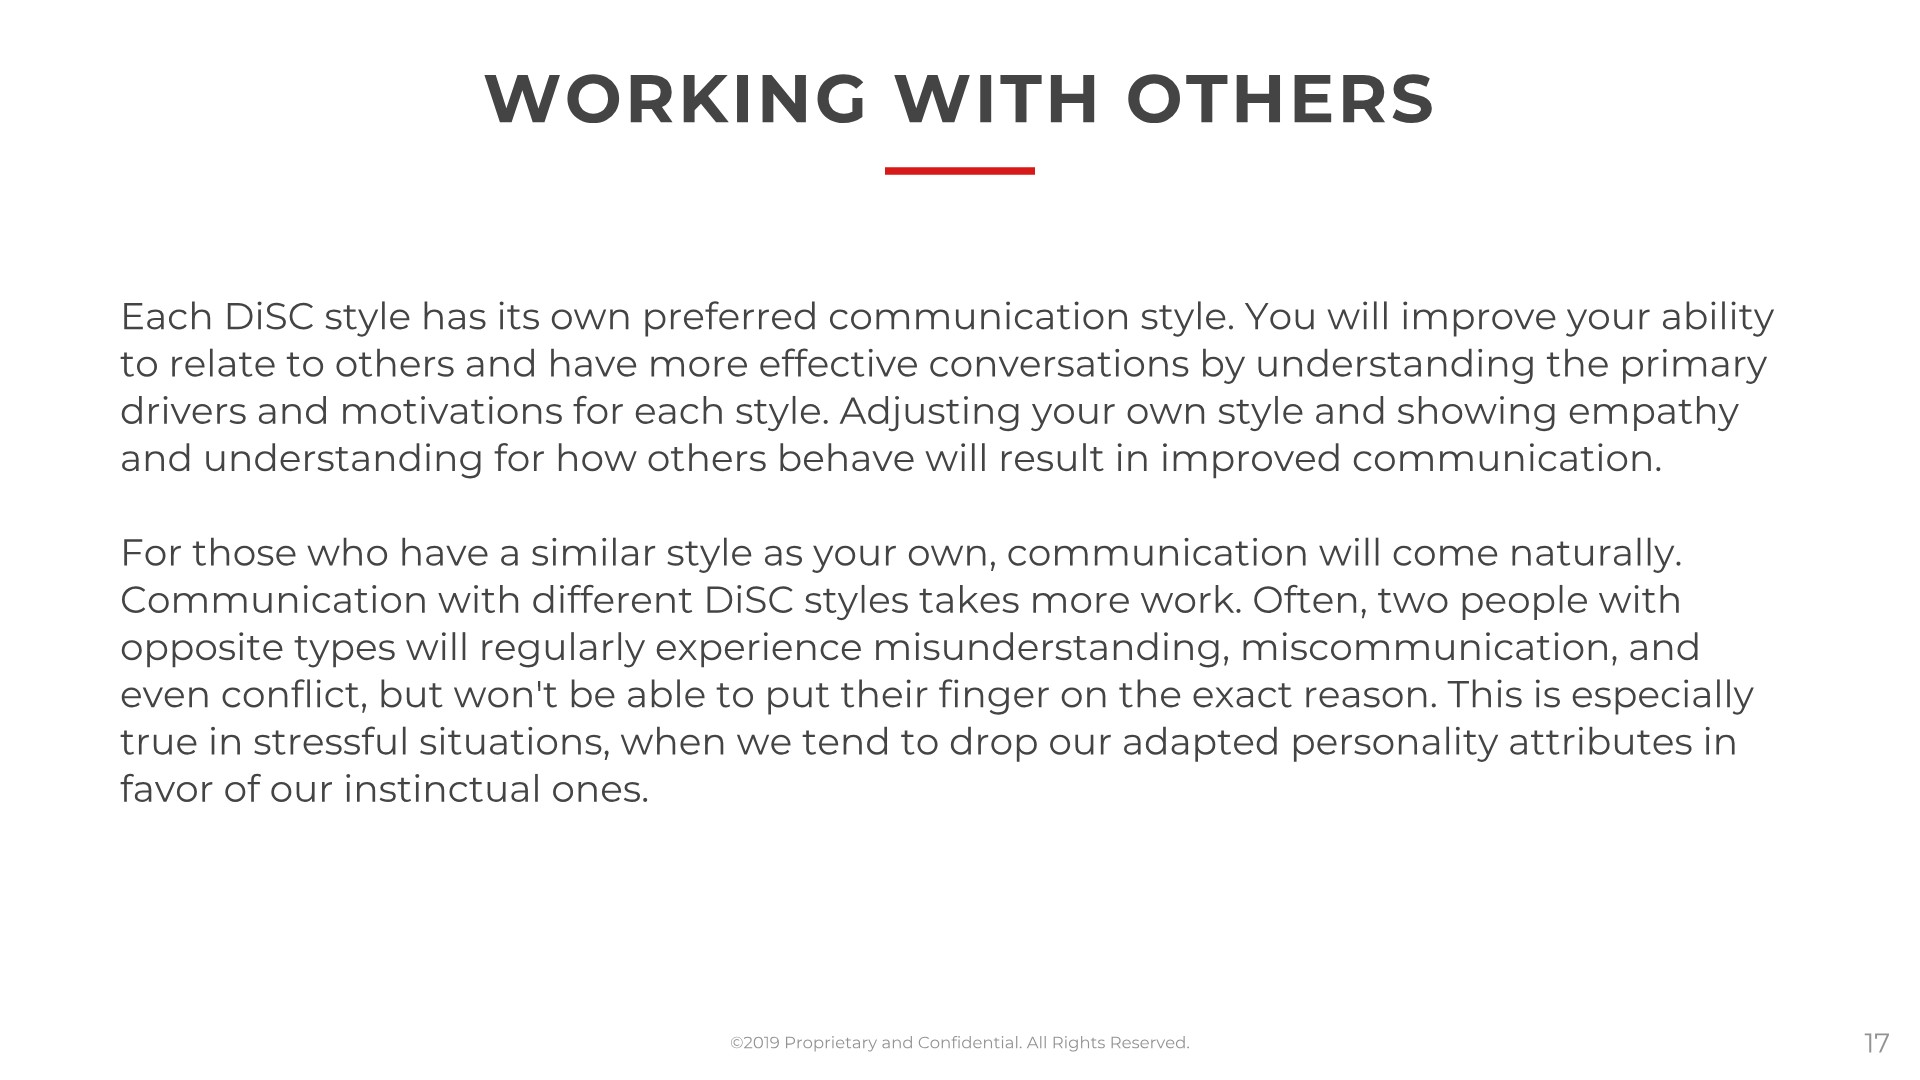 WORKING WITH OTHERS
Each DiSC style has its own preferred communication style. You will improve your ability
to relate to others and have more effective conversations by understanding the primary
drivers and motivations for each style. Adjusting your own style and showing empathy
and understanding for how others behave will result in improved communication.
For those who have a similar style as your own, communication will come naturally.
Communication with different DiSC styles takes more work. Often, two people with
opposite types will regularly experience misunderstanding, miscommunication, and
even conflict, but won't be able to put their finger on the exact reason. This is especially
true in stressful situations, when we tend to drop our adapted personality attributes in
favor of our instinctual ones.
©2019 Proprietary and Confidential. All Rights Reserved.
17